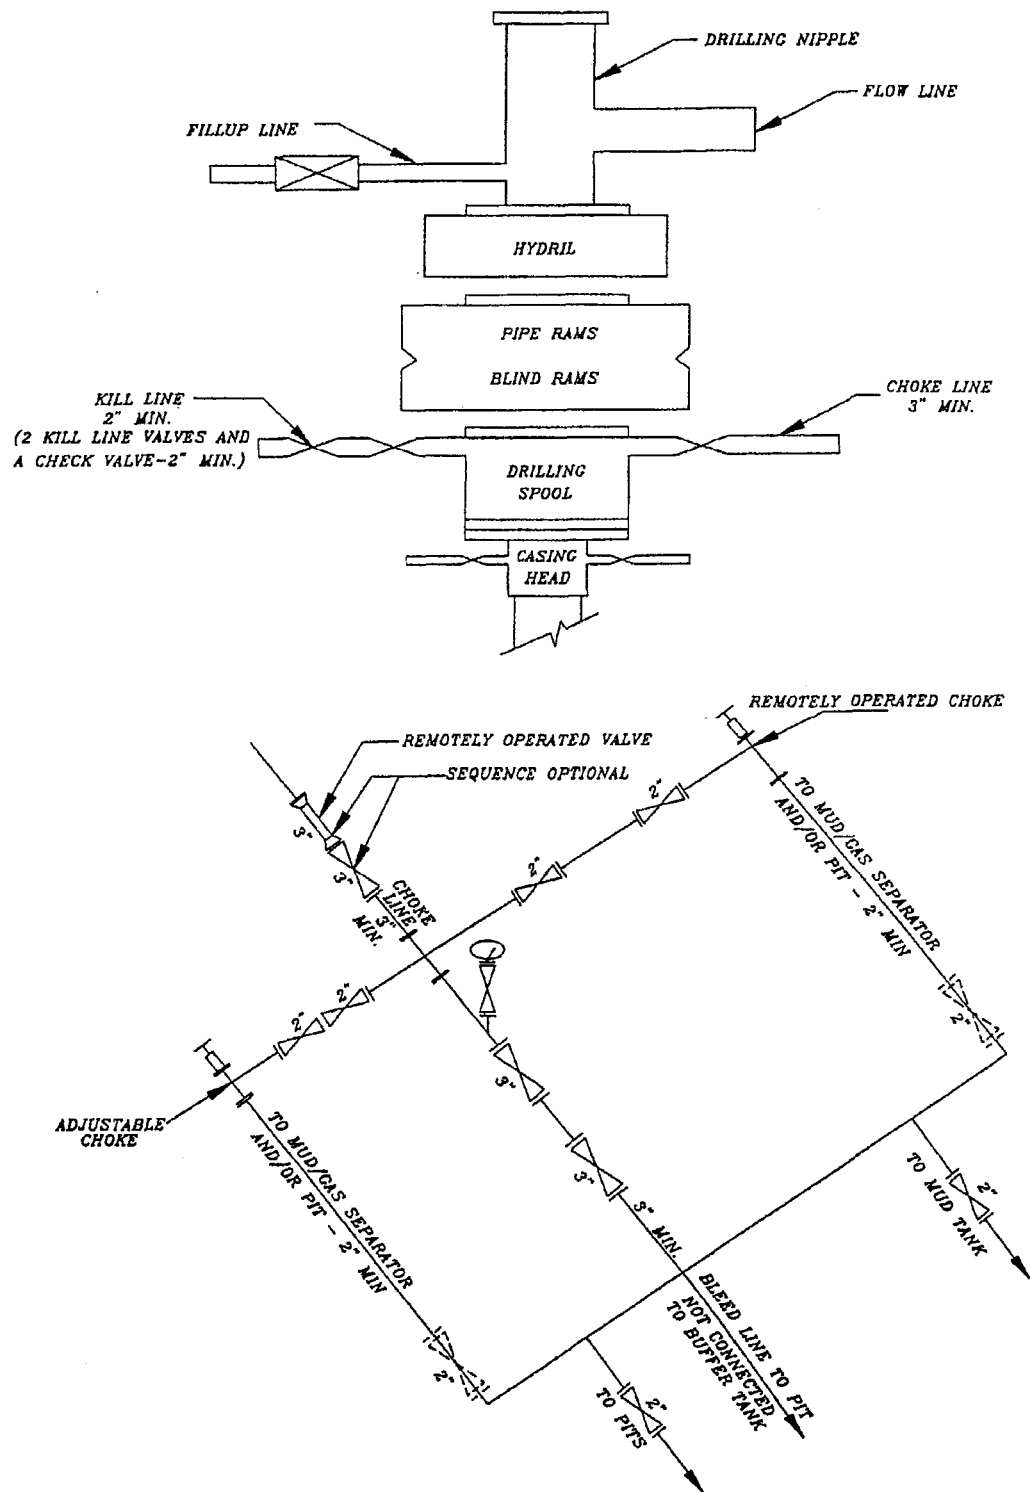 DRILLING NIPPLE
FLOW LINE
FILLUP LINE
HYDRIL
PIPE RAMS
BLIND RAMS
KILL LINE
2" MIN.
(2 KILL LINE VALVES AND
A CHECK VALVE-2" MIN.)
CHOKE LINE
3" MIN.
DRILLING
SPOOL
CASING
HEAD
REMOTELY OPERATED CHOKE
REMOTELY OPERATED VALVE
SEQUENCE OPTIONAL
3"
3"
CHOKE
LINE
3"
MIN.
2"
2"
TO MUD/GAS SEPARATOR
AND/OR PIT - 2" MIN
2"
2"
2"
ADJUSTABLE
CHOKE
TO MUD/GAS SEPARATOR
AND/OR PIT - 2" MIN
2"
3"
3"
3" MIN.
BLEED LINE TO PIT
NOT CONNECTED
TO BUFFER TANK
2"
TO MUD TANK
2"
TO PITS